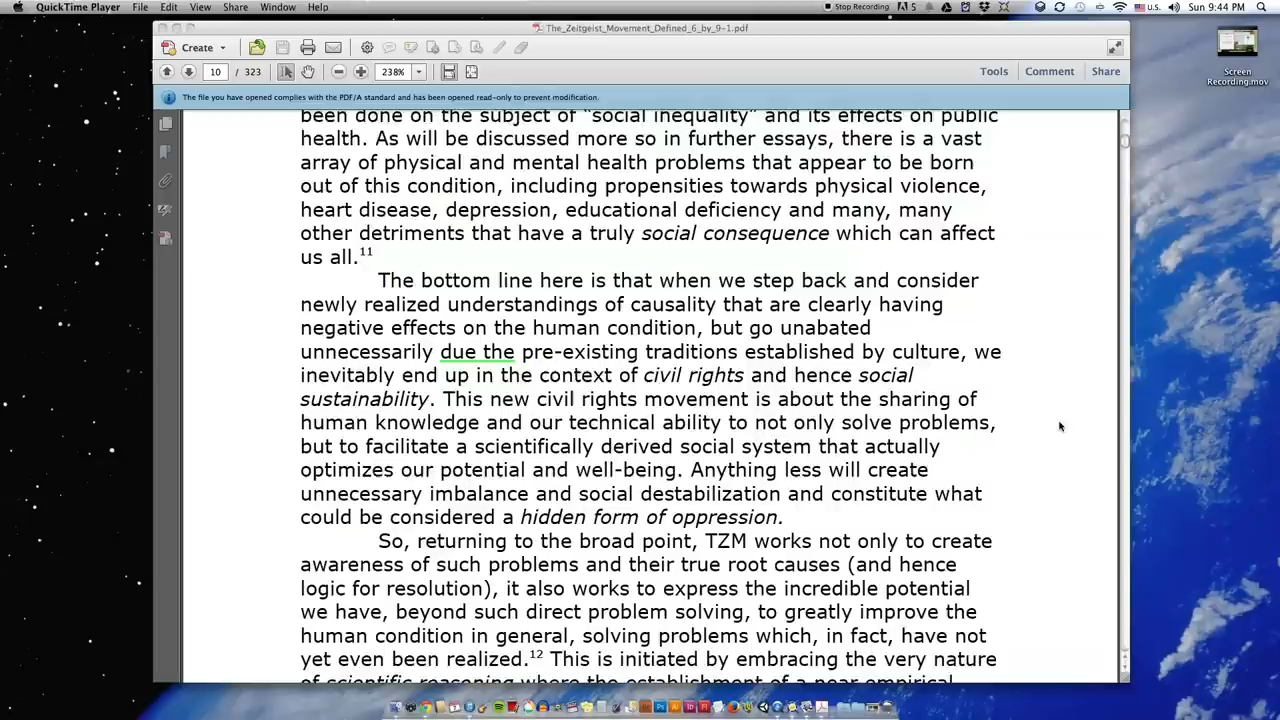 QuickTime Player File Edit View Share Window Help Stop Recording 5 U.S. Sun 9:44 PM
The_Zeitgeist_Movement_Defined_6_by_9-1.pdf
Create
10 / 323 238% Tools Comment Share
The file you have opened complies with the PDF/A standard and has been opened read-only to prevent modification.
Screen
Recording.mov
been done on the subject of "social inequality" and its effects on public
health. As will be discussed more so in further essays, there is a vast
array of physical and mental health problems that appear to be born
out of this condition, including propensities towards physical violence,
heart disease, depression, educational deficiency and many, many
other detriments that have a truly social consequence which can affect
us all.11
The bottom line here is that when we step back and consider
newly realized understandings of causality that are clearly having
negative effects on the human condition, but go unabated
unnecessarily due the pre-existing traditions established by culture, we
inevitably end up in the context of civil rights and hence social
sustainability. This new civil rights movement is about the sharing of
human knowledge and our technical ability to not only solve problems,
but to facilitate a scientifically derived social system that actually
optimizes our potential and well-being. Anything less will create
unnecessary imbalance and social destabilization and constitute what
could be considered a hidden form of oppression.
So, returning to the broad point, TZM works not only to create
awareness of such problems and their true root causes (and hence
logic for resolution), it also works to express the incredible potential
we have, beyond such direct problem solving, to greatly improve the
human condition in general, solving problems which, in fact, have not
yet even been realized.12 This is initiated by embracing the very nature
of scientific reasoning where the establishment of a near empirical